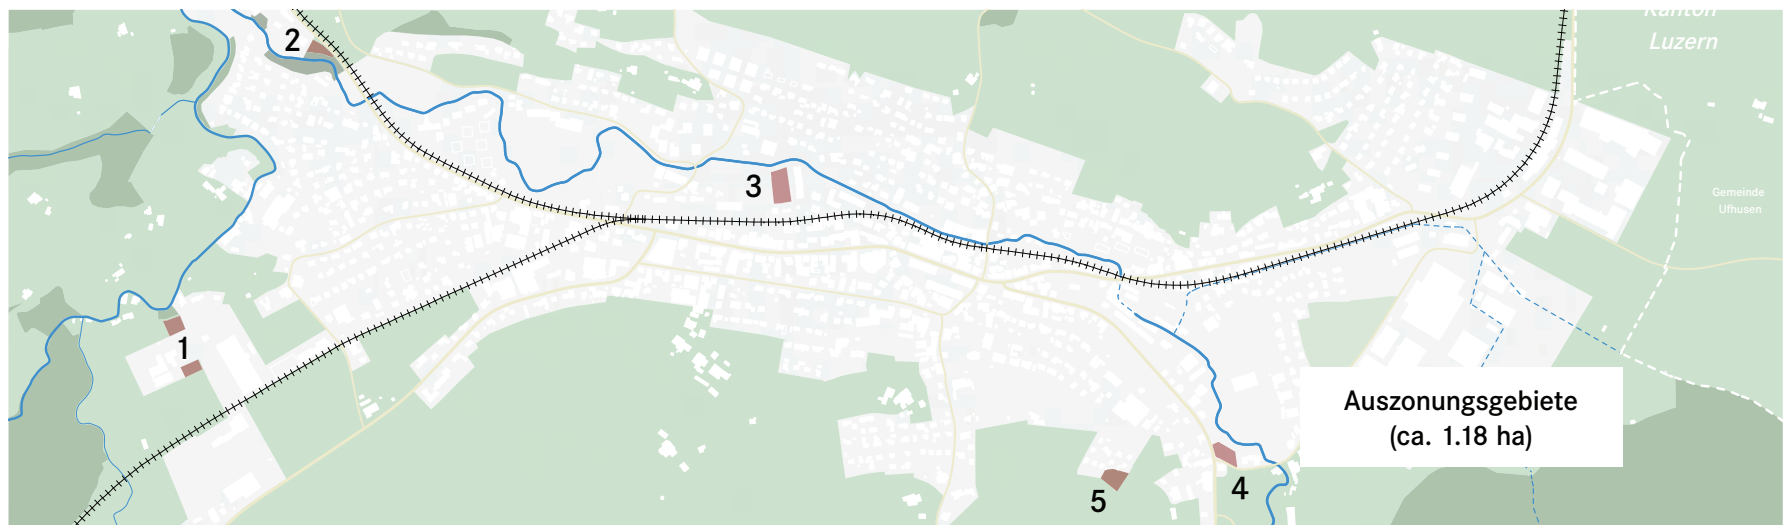 Kanton
Luzern
2
3
Gemeinde
Ufhusen
1
Auszonungsgebiete
(ca. 1.18 ha)
4
5